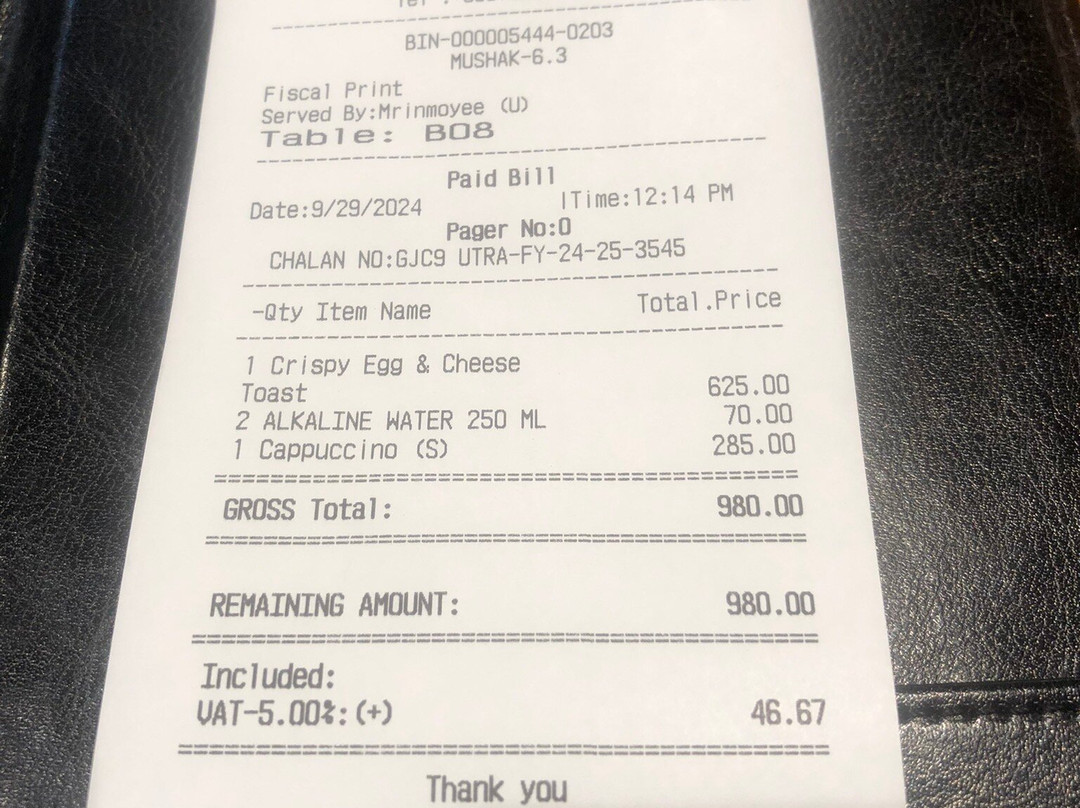 BIN-000005444-0203
MUSHAK-6.3
Fiscal Print
Served By:Mrinmoyee (U)
Table: B08
Paid Bill
Date:9/29/2024 |Time:12:14 PM
Pager No:0
CHALAN NO:GJC9 UTRA-FY-24-25-3545
-Qty Item Name Total.Price
1 Crispy Egg & Cheese
Toast 625.00
2 ALKALINE WATER 250 ML 70.00
1 Cappuccino (S) 285.00
GROSS Total: 980.00
REMAINING AMOUNT: 980.00
Included:
VAT-5.00%:(+) 46.67
Thank you